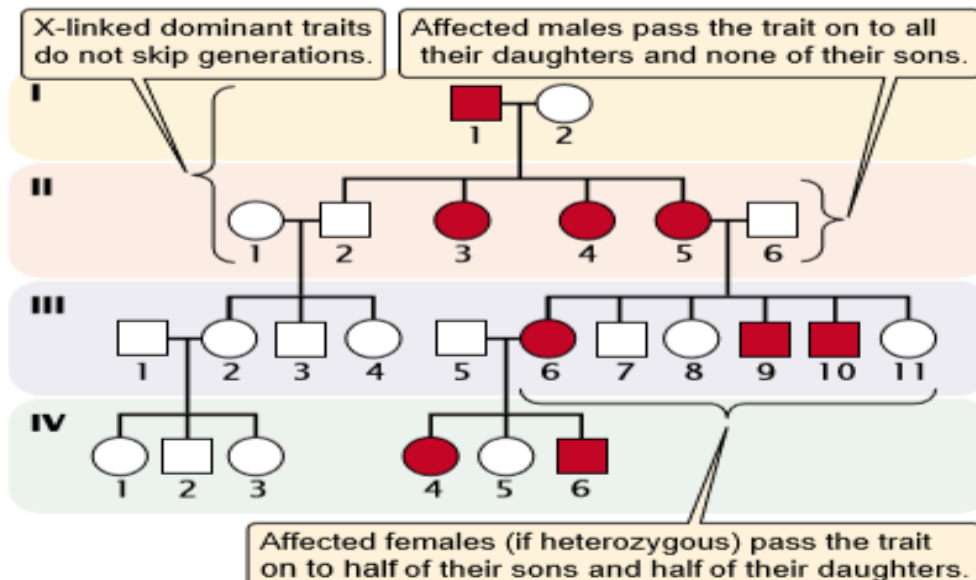 X-linked dominant traits
do not skip generations.
Affected males pass the trait on to all
their daughters and none of their sons.
I
1 2
II
1 2 3 4 5 6
III
1 2 3 4 5 6 7 8 9 10 11
IV
1 2 3 4 5 6
Affected females (if heterozygous) pass the trait
on to half of their sons and half of their daughters.